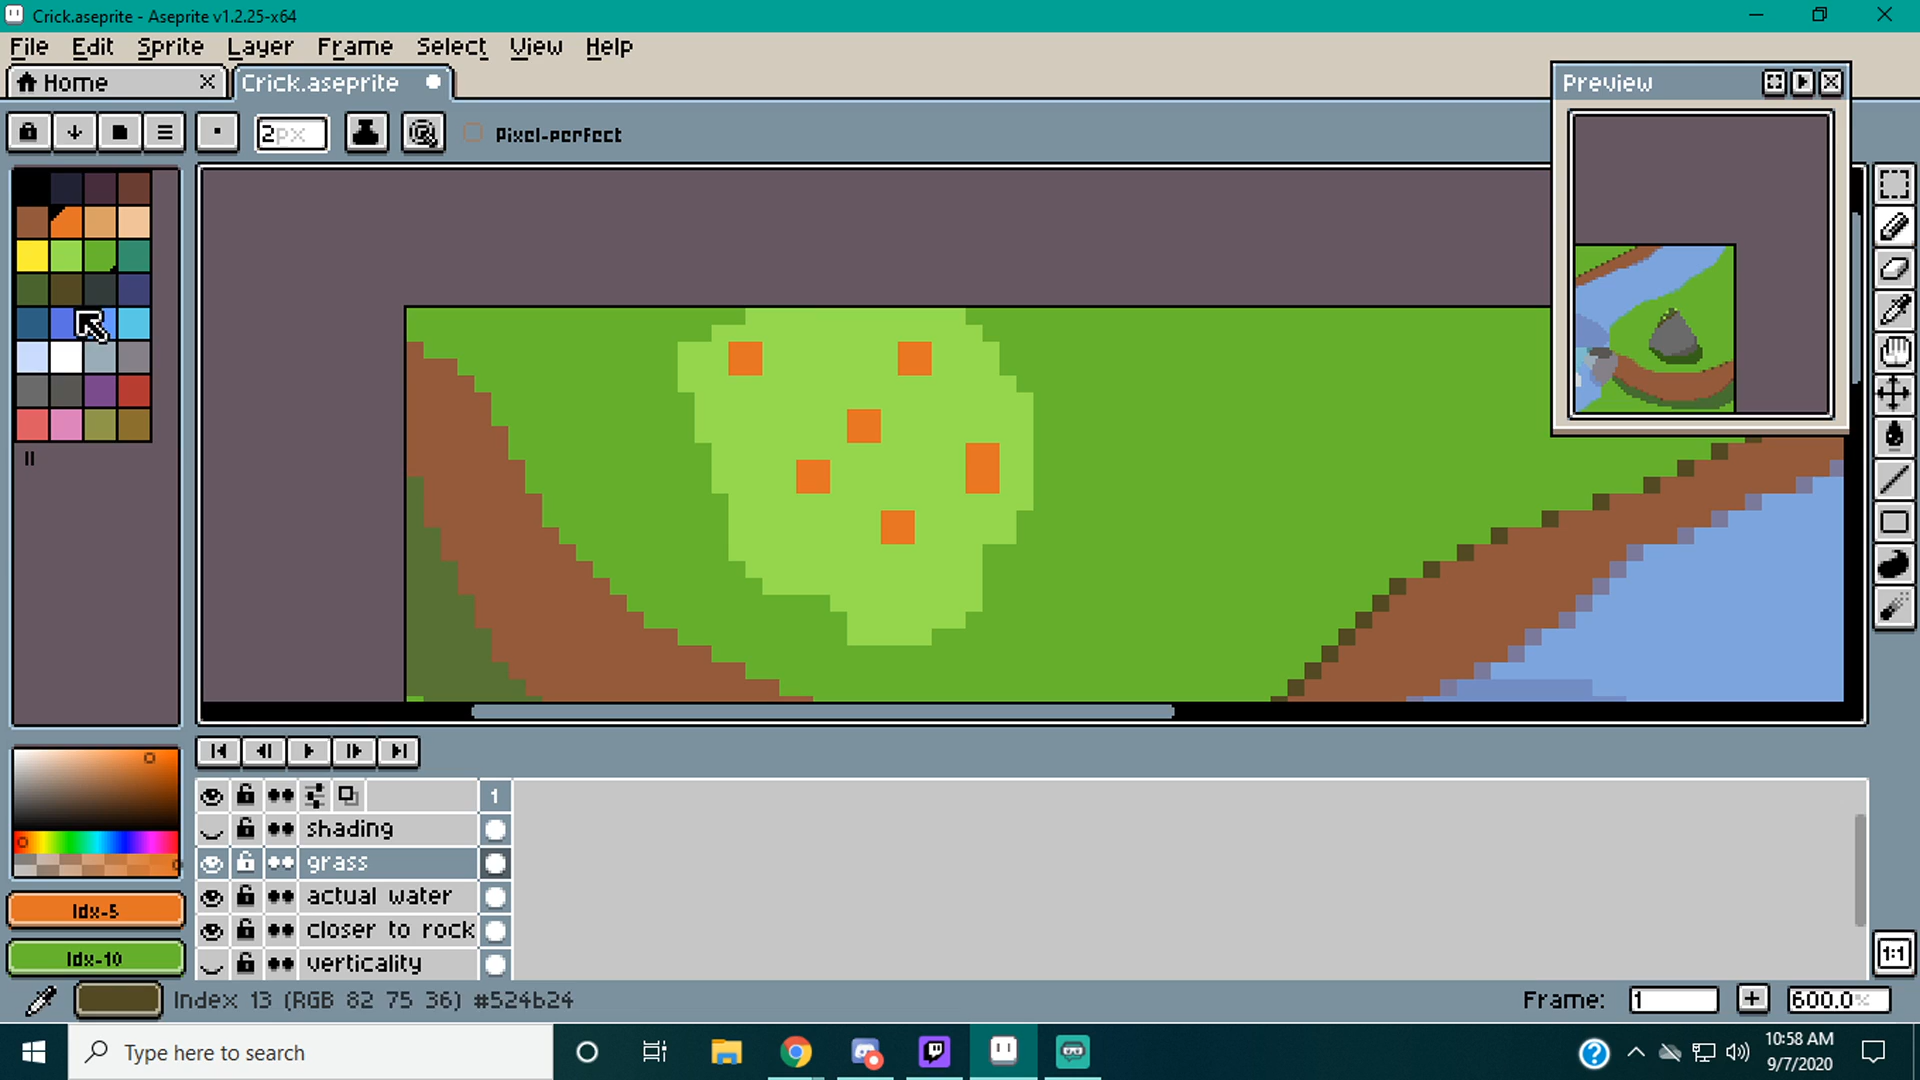 Crick.aseprite - Aseprite v1.2.25-x64
File Edit Sprite Layer Frame Select View Help
Home
Crick.aseprite
Preview
2px
Pixel-perfect
1
shading
grass
actual water
closer to rock
verticality
Idx-5
Idx-10
1:1
Index 13 (RGB 82 75 36) #524b24
Frame: 1
600.0%
Type here to search
10:58 AM
9/7/2020